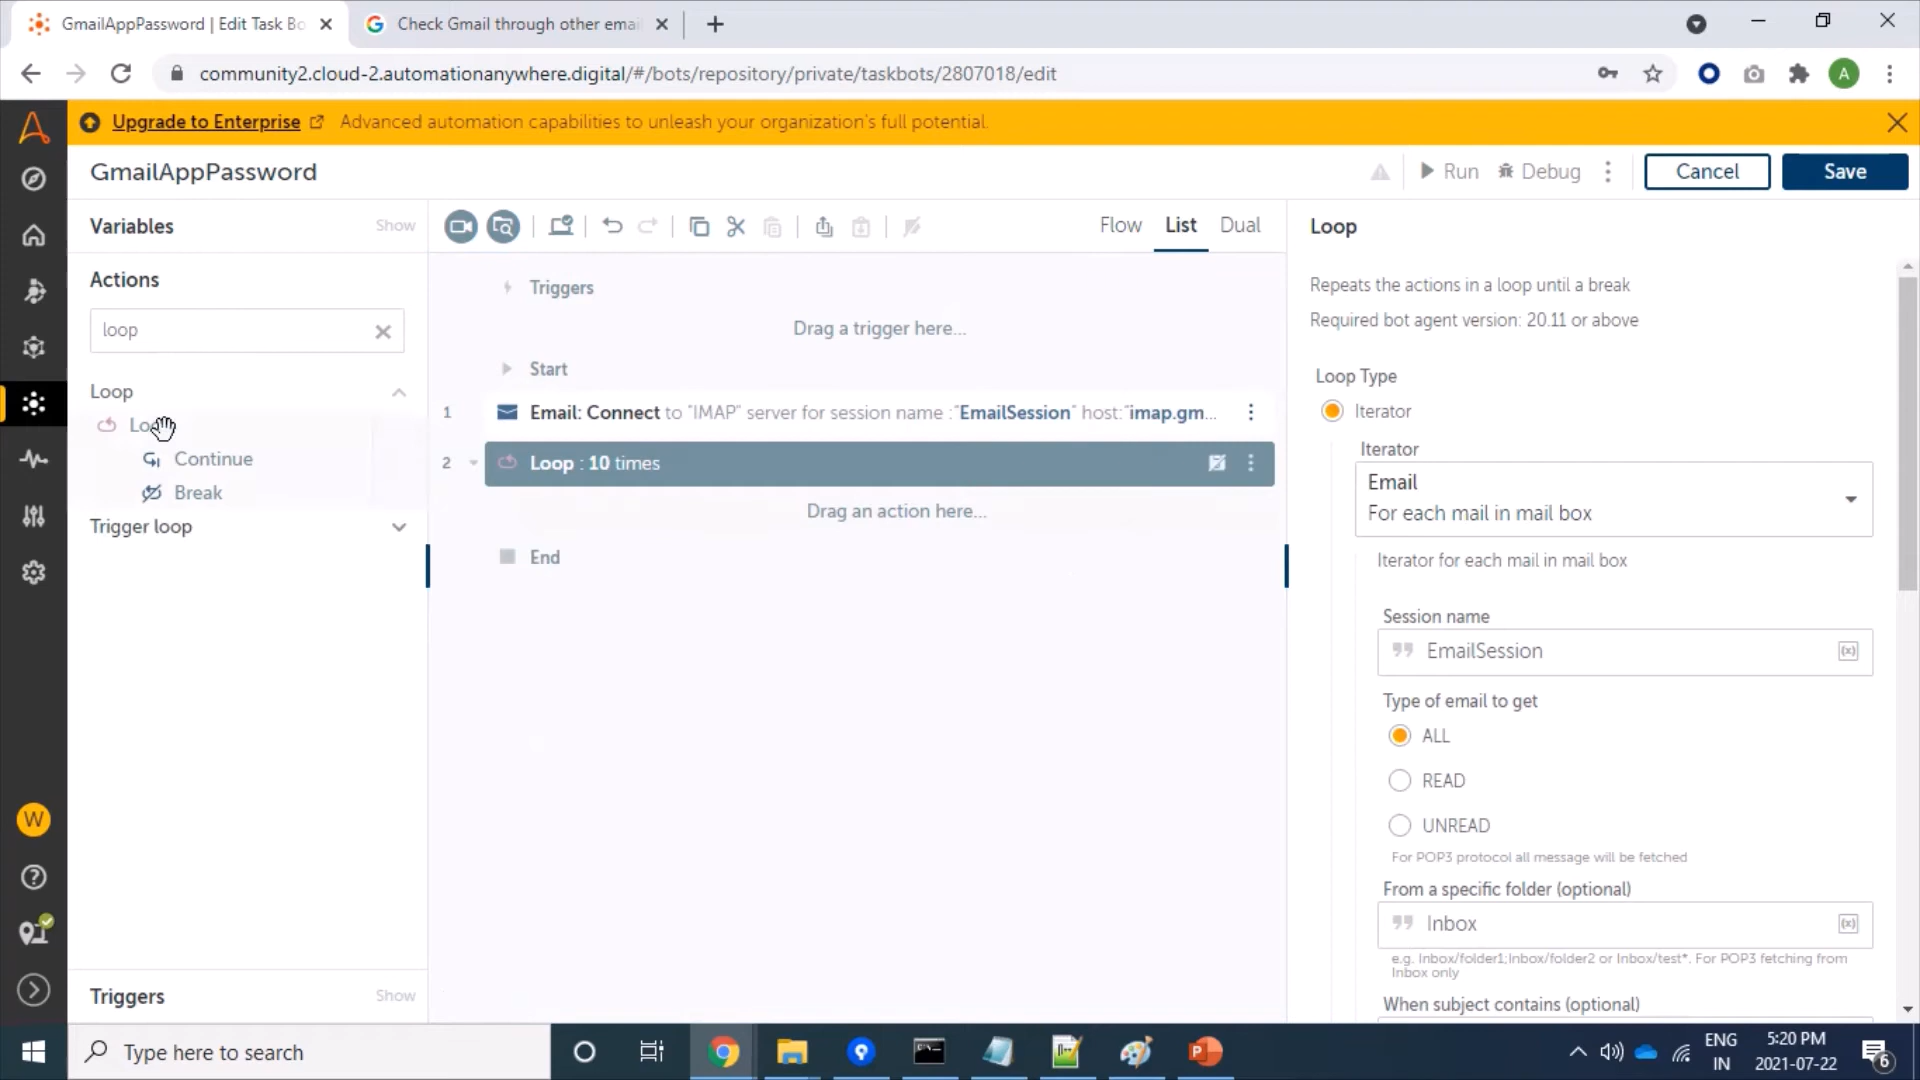 GmailAppPassword | Edit Task Bo
Check Gmail through other emai
community2.cloud-2.automationanywhere.digital/#/bots/repository/private/taskbots/2807018/edit
A
Upgrade to Enterprise
Advanced automation capabilities to unleash your organization's full potential.
GmailAppPassword
Run
Debug
Cancel
Save
Variables
Show
Flow
List
Dual
Loop
Actions
loop
Loop
Continue
Break
Trigger loop
Triggers
Drag a trigger here...
Start
1 Email: Connect to "IMAP" server for session name :"EmailSession" host:"imap.gm...
2 Loop : 10 times
Drag an action here...
End
Repeats the actions in a loop until a break
Required bot agent version: 20.11 or above
Loop Type
Iterator
Iterator
Email
For each mail in mail box
Iterator for each mail in mail box
Session name
EmailSession
Type of email to get
ALL
READ
UNREAD
For POP3 protocol all message will be fetched
From a specific folder (optional)
Inbox
e.g. Inbox/folder1;Inbox/folder2 or Inbox/test*. For POP3 fetching from
Inbox only
When subject contains (optional)
W
Triggers
Show
Type here to search
ENG
IN
5:20 PM
2021-07-22
6